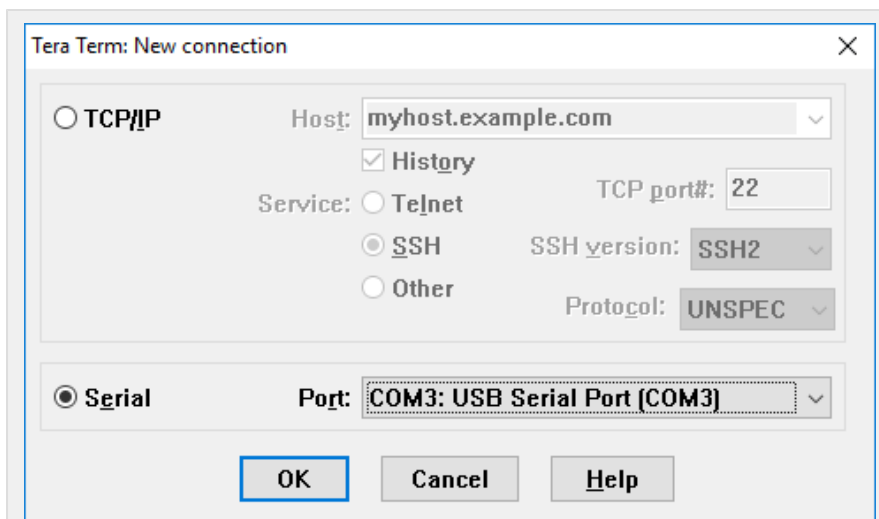 Tera Term: New connection
TCP/IP Host: myhost.example.com
History
Service: Telnet TCP port#: 22
SSH SSH version: SSH2
Other Protocol: UNSPEC
Serial Port: COM3: USB Serial Port (COM3)
OK Cancel Help